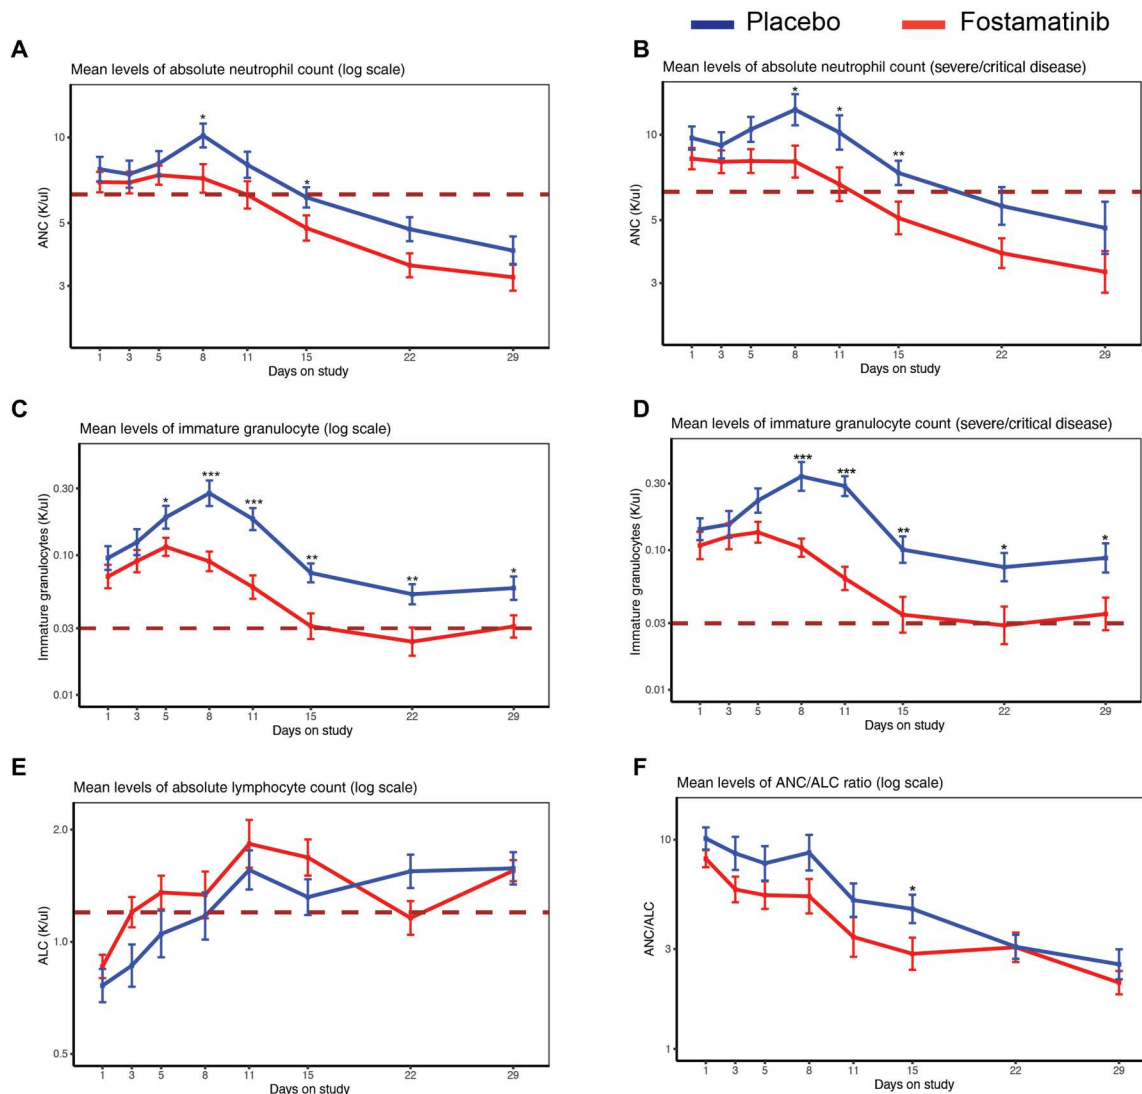 Placebo Fostamatinib
A
Mean levels of absolute neutrophil count (log scale)
*
*
10
5
3
ANC (K/ul)
1 3 5 8 11 15 22 29
Days on study
B
Mean levels of absolute neutrophil count (severe/critical disease)
*
*
**
10
5
3
ANC (K/ul)
1 3 5 8 11 15 22 29
Days on study
C
Mean levels of immature granulocyte (log scale)
*
***
***
**
**
*
0.30
0.10
0.03
0.01
Immature granulocytes (K/ul)
1 3 5 8 11 15 22 29
Days on study
D
Mean levels of immature granulocyte count (severe/critical disease)
***
***
**
*
*
0.30
0.10
0.03
0.01
Immature granulocytes (K/ul)
1 3 5 8 11 15 22 29
Days on study
E
Mean levels of absolute lymphocyte count (log scale)
2.0
1.0
0.5
ALC (K/ul)
1 3 5 8 11 15 22 29
Days on study
F
Mean levels of ANC/ALC ratio (log scale)
*
10
3
1
ANC/ALC
1 3 5 8 11 15 22 29
Days on study